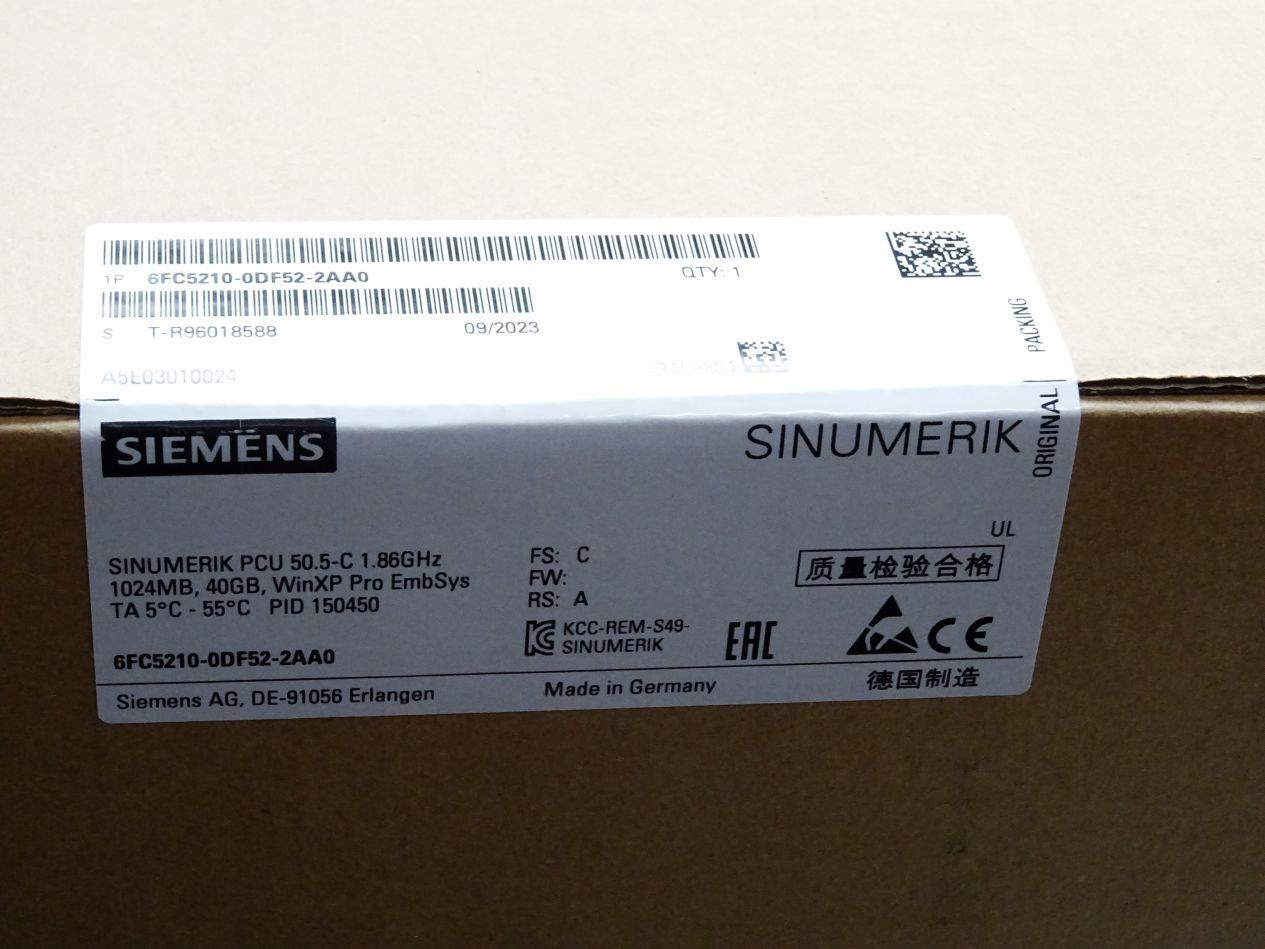 1P 6FC5210-0DF52-2AA0 QTY: 1
S T-R96018588 09/2023
A5E03010024 13469804
ORIGINAL PACKING
SIEMENS SINUMERIK
UL
SINUMERIK PCU 50.5-C 1.86GHz
1024MB, 40GB, WinXP Pro EmbSys
TA 5°C - 55°C PID 150450
FS: C
FW:
RS: A
质量检验合格
KCC-REM-S49-
SINUMERIK
EAC
CE
6FC5210-0DF52-2AA0
Siemens AG, DE-91056 Erlangen Made in Germany 德国制造